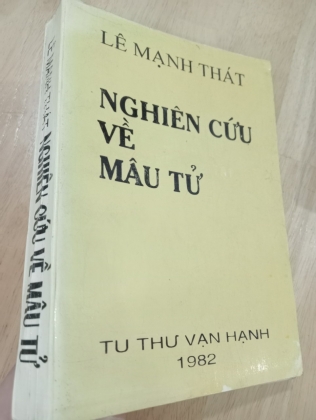 LÊ MẠNH THÁT
NGHIÊN CỨU
VỀ
MÂU TỬ
TU THƯ VẠN HẠNH
1982
LÊ MẠNH THÁT NGHIÊN CỨU VỀ MÂU TỬ